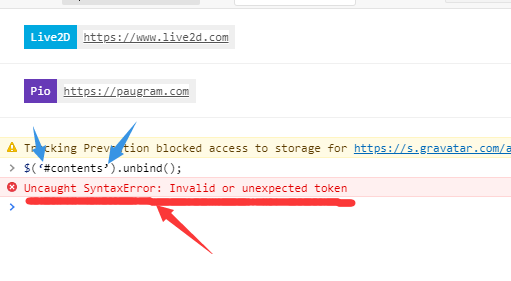 Live2D https://www.live2d.com
Pio https://paugram.com
Tracking Prevention blocked access to storage for https://s.gravatar.com/a
$(‘#contents’).unbind();
Uncaught SyntaxError: Invalid or unexpected token